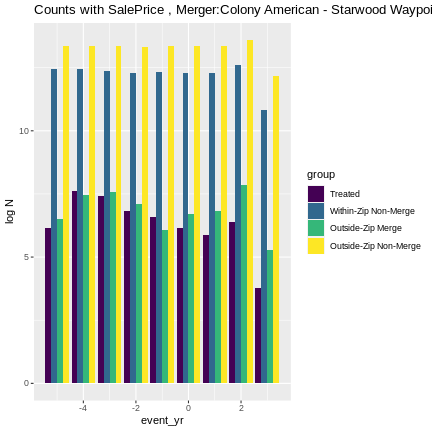 Counts with SalePrice , Merger:Colony American - Starwood Waypoi
log N
10
5
0
-4
-2
0
2
event_yr
group
Treated
Within-Zip Non-Merge
Outside-Zip Merge
Outside-Zip Non-Merge